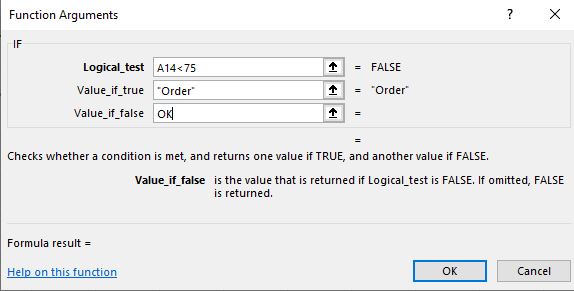 Function Arguments ? ×
IF
Logical_test A14<75 = FALSE
Value_if_true "Order" = "Order"
Value_if_false OK =
=
Checks whether a condition is met, and returns one value if TRUE, and another value if FALSE.
Value_if_false is the value that is returned if Logical_test is FALSE. If omitted, FALSE
is returned.
Formula result =
Help on this function OK Cancel